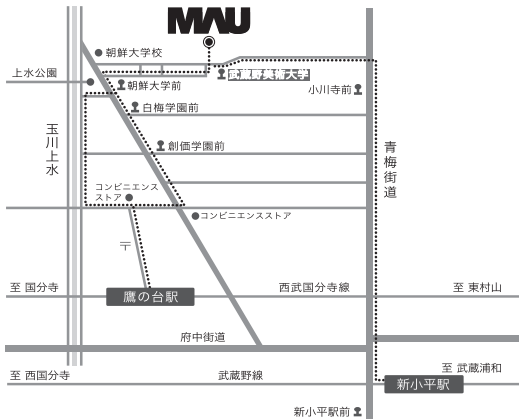 MAU
朝鮮大学校
上水公園
朝鮮大学前
武蔵野美術大学
小川寺前
白梅学園前
玉川上水
創価学園前
青梅街道
コンビニエンス
ストア
コンビニエンスストア
〒
至 国分寺
鷹の台駅
西武国分寺線
至 東村山
府中街道
至 西国分寺
武蔵野線
至 武蔵浦和
新小平駅
新小平駅前